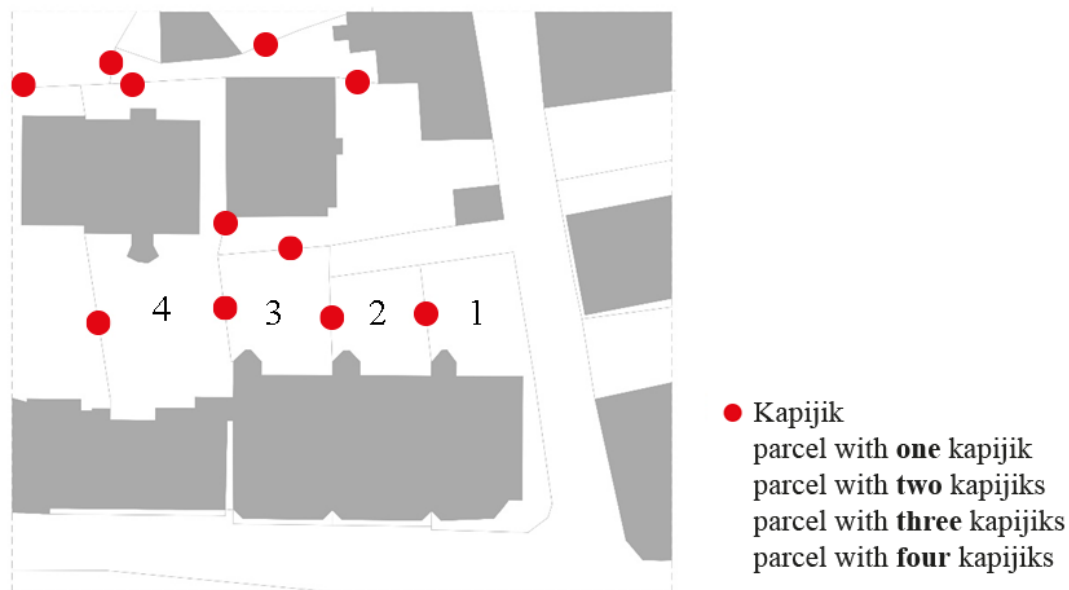 4
3
2
1
Kapijik
parcel with one kapijik
parcel with two kapijiks
parcel with three kapijiks
parcel with four kapijiks